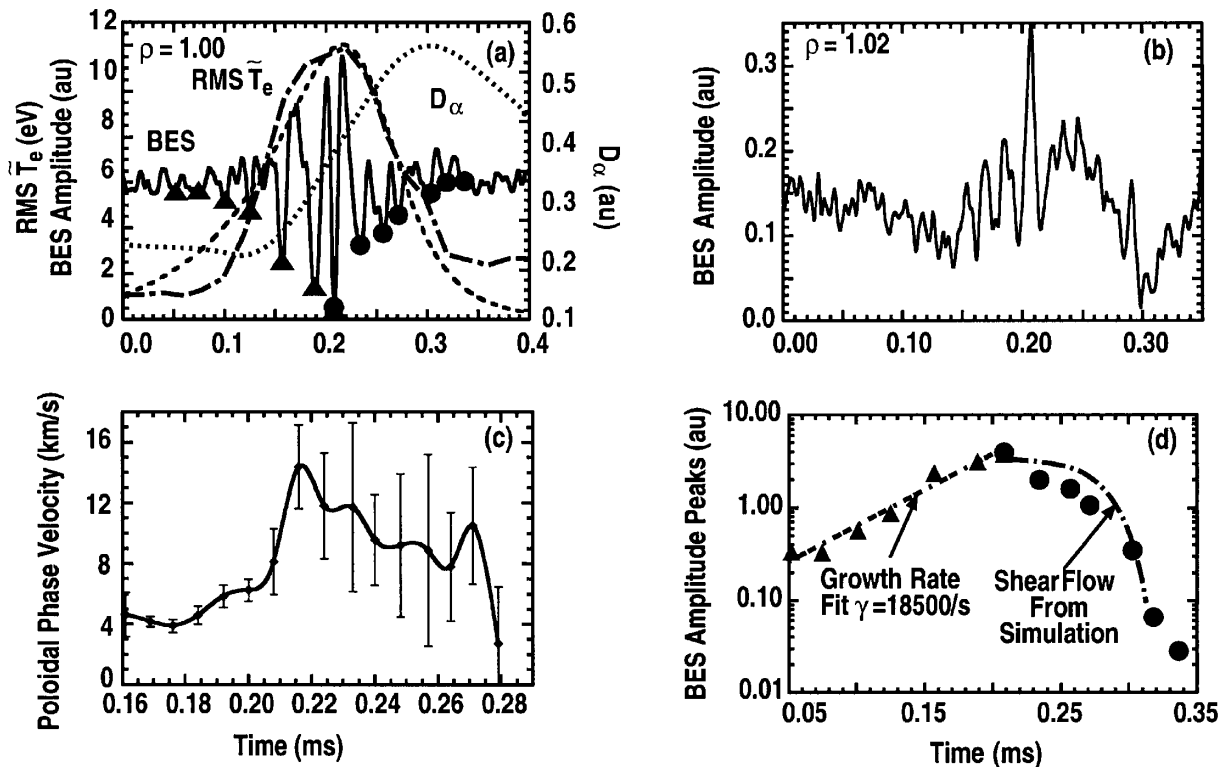 12
10
8
6
4
2
0
RMS T̃e (eV)
BES Amplitude (au)
ρ = 1.00
(a)
RMS T̃e
BES
Dα
0.6
0.5
0.4
0.3
0.2
0.1
Dα (au)
0.0 0.1 0.2 0.3 0.4
BES Amplitude (au)
0.3
0.2
0.1
0.0
ρ = 1.02
(b)
0.00 0.10 0.20 0.30
Poloidal Phase Velocity (km/s)
16
12
8
4
0
(c)
0.16 0.18 0.20 0.22 0.24 0.26 0.28
Time (ms)
BES Amplitude Peaks (au)
10.00
1.00
0.10
0.01
(d)
Growth Rate
Fit γ=18500/s
Shear Flow
From
Simulation
0.05 0.15 0.25 0.35
Time (ms)